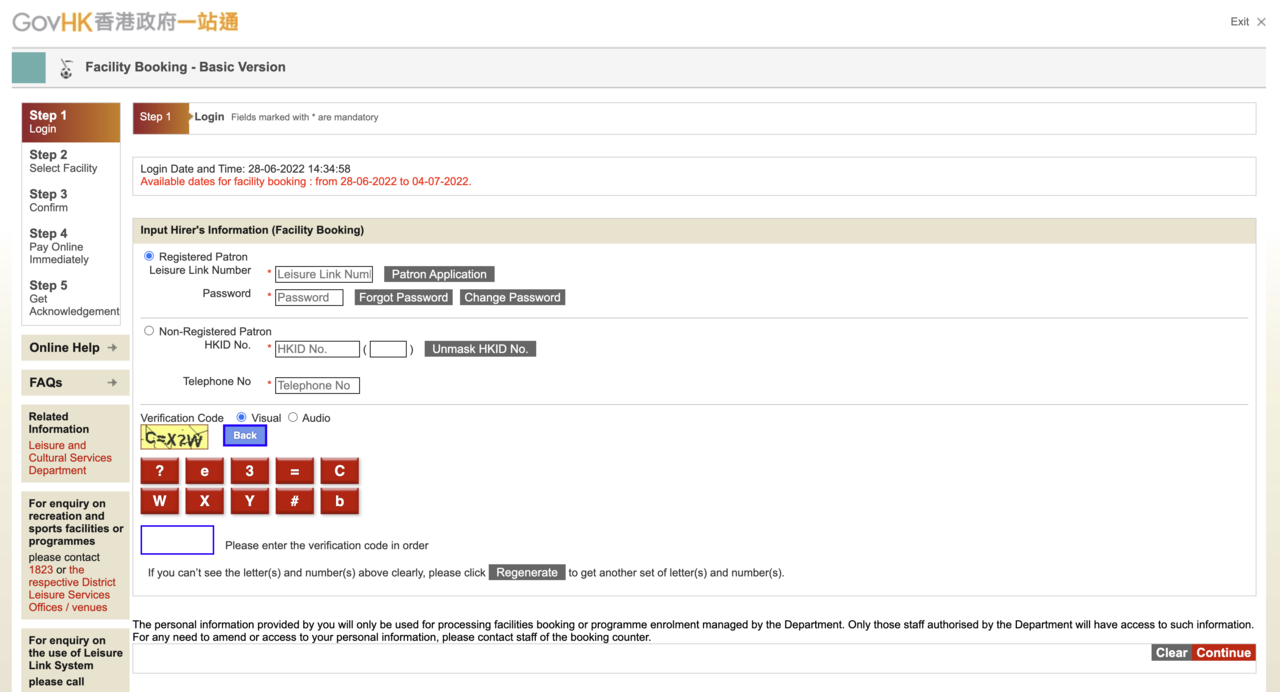 GovHK香港政府一站通
Exit ×
Facility Booking - Basic Version
Step 1
Login
Step 2
Select Facility
Step 3
Confirm
Step 4
Pay Online
Immediately
Step 5
Get
Acknowledgement
Online Help
FAQs
Related
Information
Leisure and
Cultural Services
Department
For enquiry on
recreation and
sports facilities or
programmes
please contact
1823 or the
respective District
Leisure Services
Offices / venues
For enquiry on
the use of Leisure
Link System
please call
Step 1 Login Fields marked with * are mandatory
Login Date and Time: 28-06-2022 14:34:58
Available dates for facility booking : from 28-06-2022 to 04-07-2022.
Input Hirer's Information (Facility Booking)
Registered Patron
Leisure Link Number * Leisure Link Numl Patron Application
Password * Password Forgot Password Change Password
Non-Registered Patron
HKID No. * HKID No. ( ) Unmask HKID No.
Telephone No * Telephone No
Verification Code Visual Audio
C=X?W Back
? e 3 = C
W X Y # b
Please enter the verification code in order
If you can't see the letter(s) and number(s) above clearly, please click Regenerate to get another set of letter(s) and number(s).
The personal information provided by you will only be used for processing facilities booking or programme enrolment managed by the Department. Only those staff authorised by the Department will have access to such information.
For any need to amend or access to your personal information, please contact staff of the booking counter.
Clear Continue